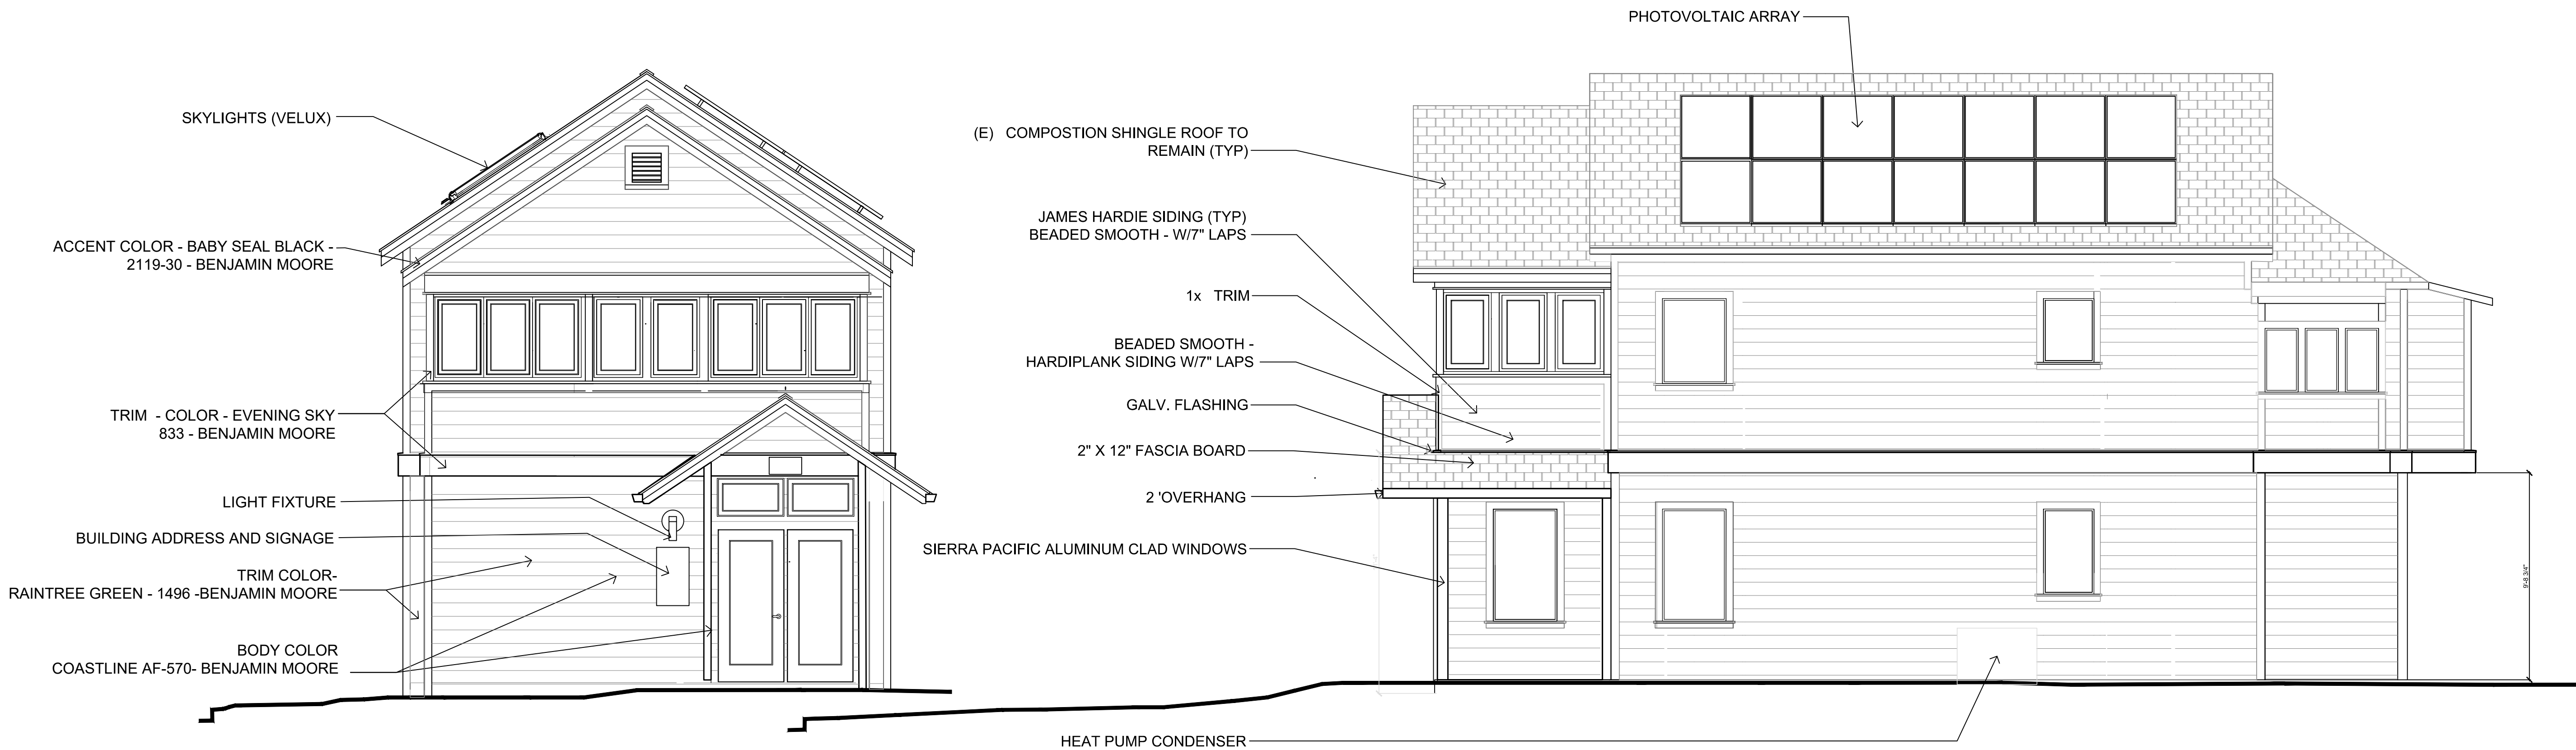 SKYLIGHTS (VELUX)
ACCENT COLOR - BABY SEAL BLACK -
2119-30 - BENJAMIN MOORE
TRIM - COLOR - EVENING SKY
833 - BENJAMIN MOORE
LIGHT FIXTURE
BUILDING ADDRESS AND SIGNAGE
TRIM COLOR-
RAINTREE GREEN - 1496 -BENJAMIN MOORE
BODY COLOR
COASTLINE AF-570- BENJAMIN MOORE
PHOTOVOLTAIC ARRAY
(E) COMPOSTION SHINGLE ROOF TO
REMAIN (TYP)
JAMES HARDIE SIDING (TYP)
BEADED SMOOTH - W/7" LAPS
1x TRIM
BEADED SMOOTH -
HARDIPLANK SIDING W/7" LAPS
GALV. FLASHING
2" X 12" FASCIA BOARD
2 'OVERHANG
SIERRA PACIFIC ALUMINUM CLAD WINDOWS
HEAT PUMP CONDENSER
9'-8 3/4"